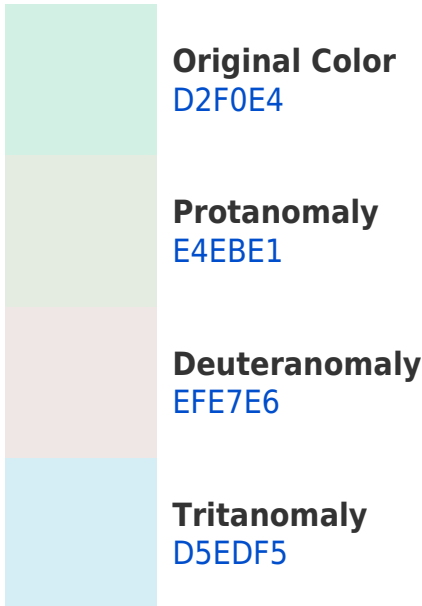 Original Color
D2F0E4
Protanomaly
E4EBE1
Deuteranomaly
EFE7E6
Tritanomaly
D5EDF5